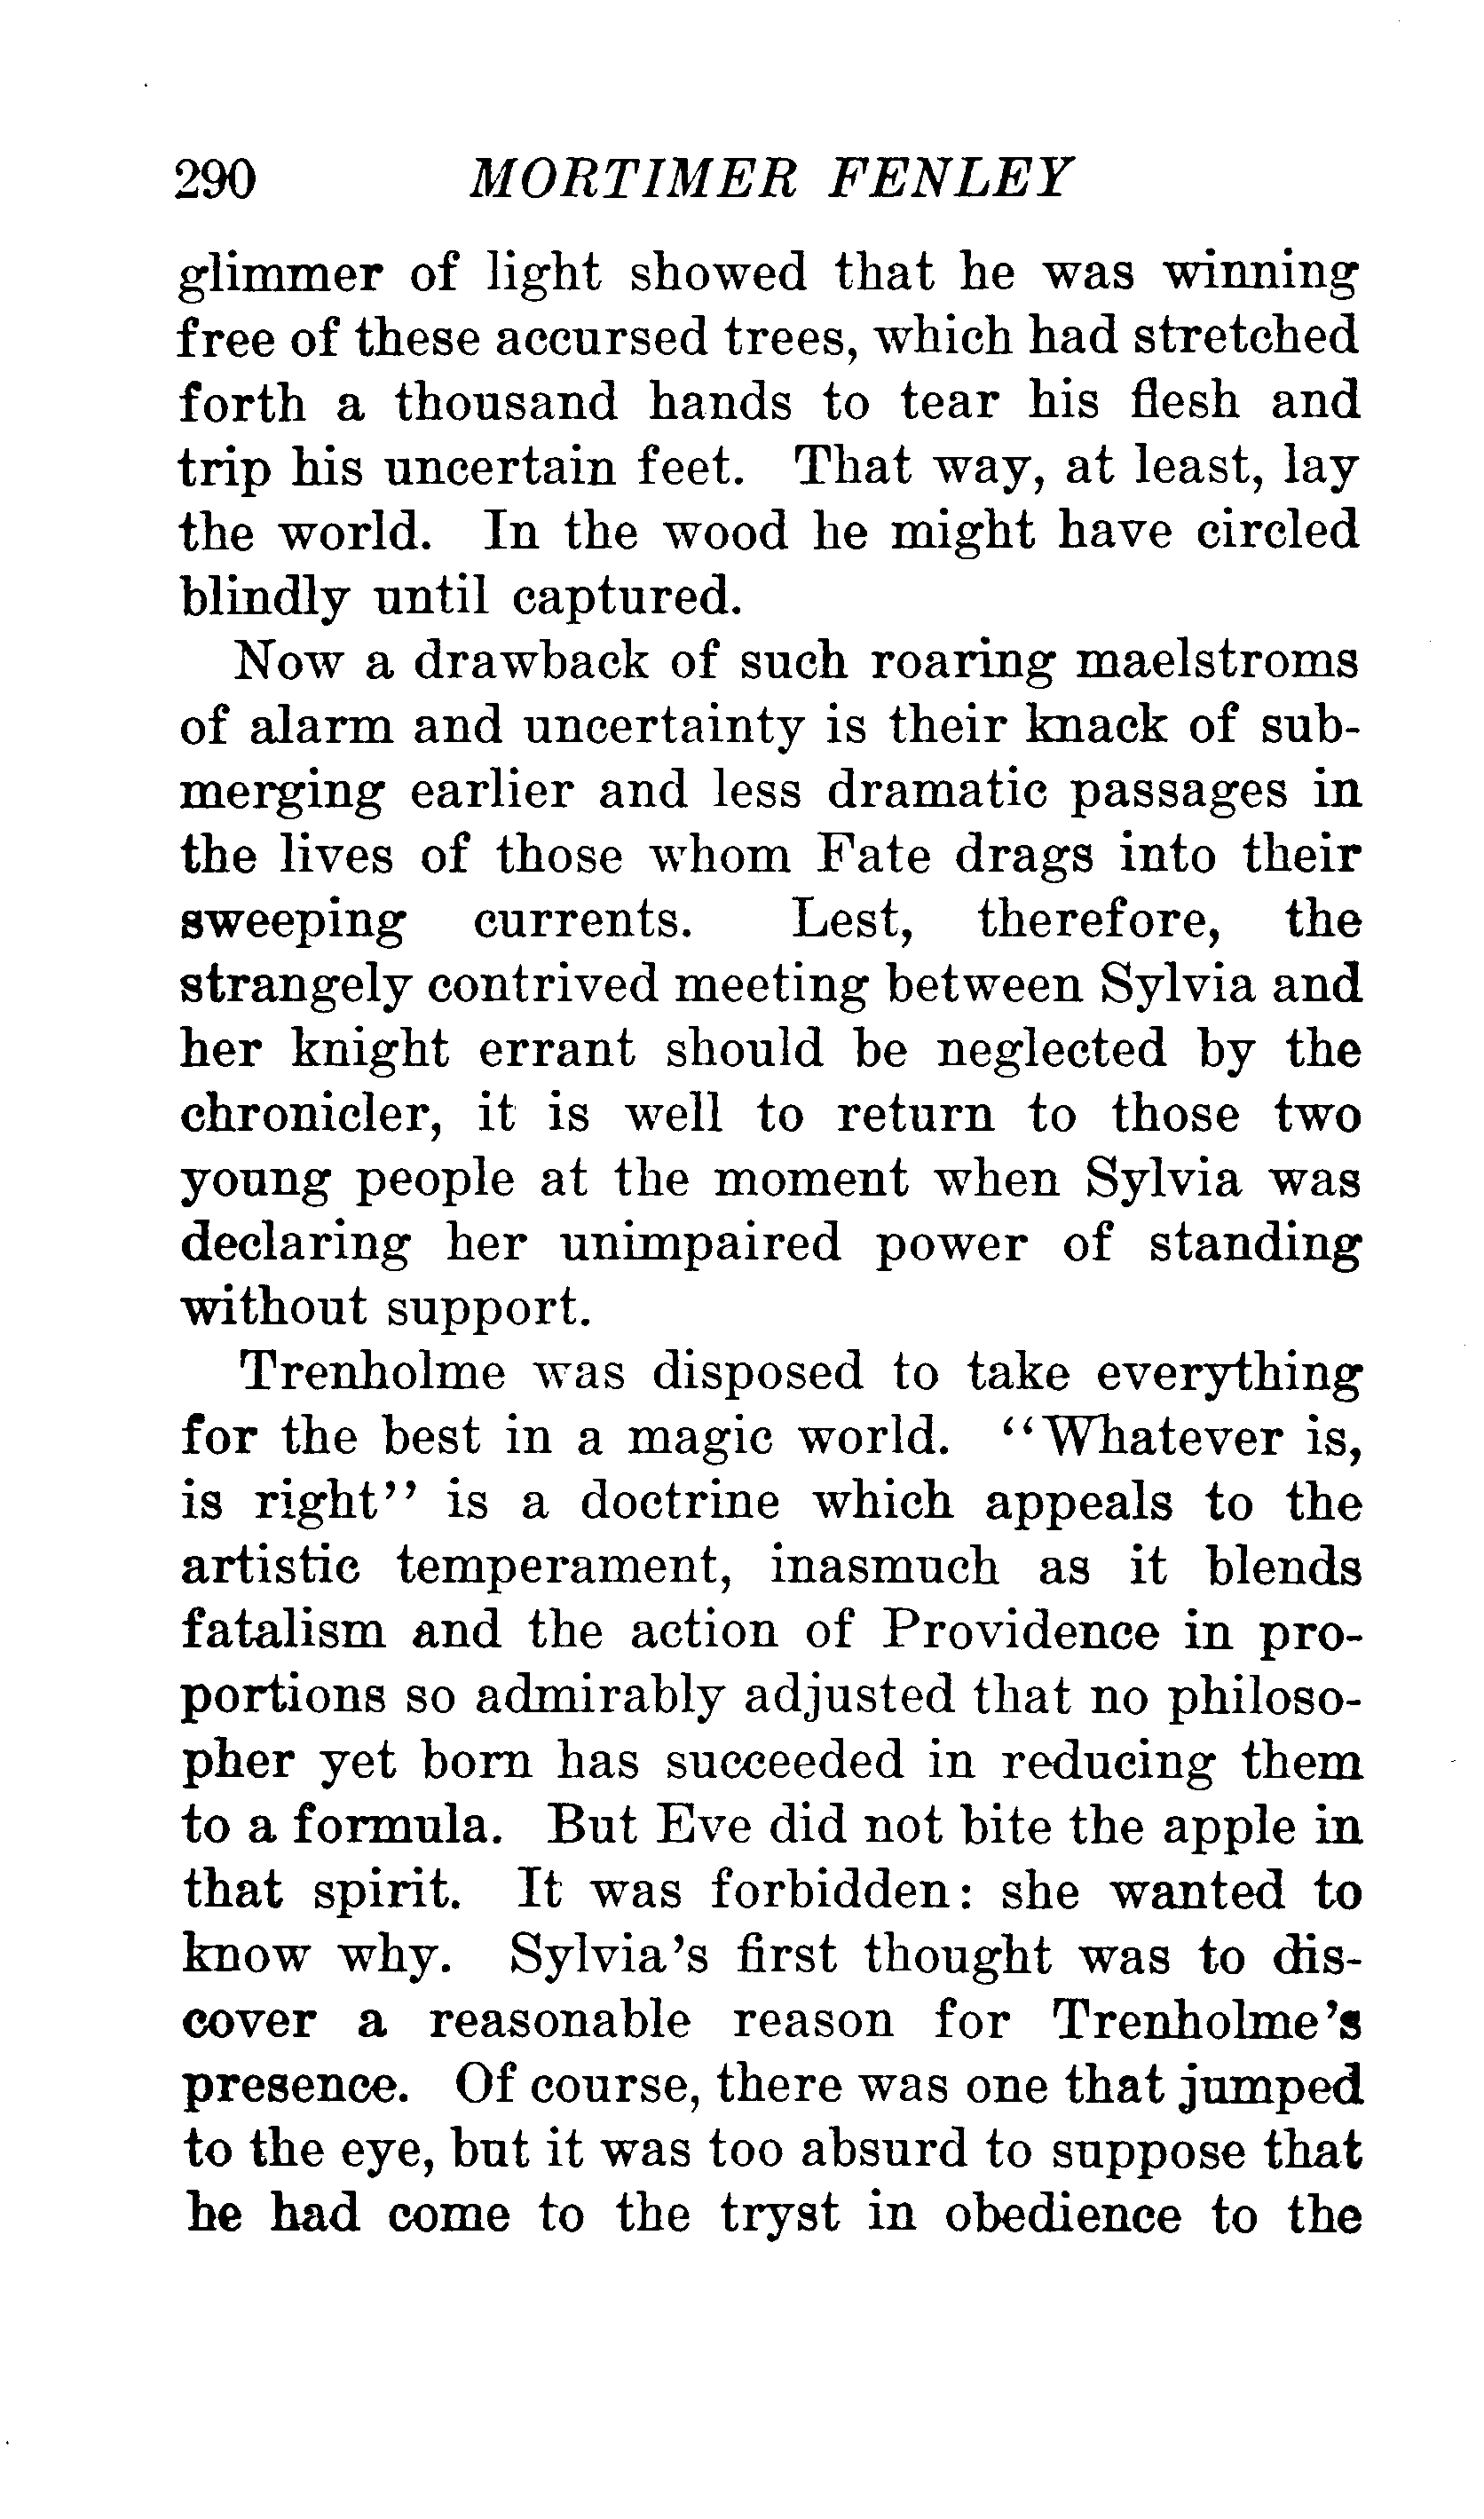 290 MORTIMER FENLEY
glimmer of light showed that he was winning
free of these accursed trees, which had stretched
forth a thousand hands to tear his flesh and
trip his uncertain feet. That way, at least, lay
the world. In the wood he might have circled
blindly until captured.
Now a drawback of such roaring maelstroms
of alarm and uncertainty is their knack of sub-
merging earlier and less dramatic passages in
the lives of those whom Fate drags into their
sweeping currents. Lest, therefore, the
strangely contrived meeting between Sylvia and
her knight errant should be neglected by the
chronicler, it is well to return to those two
young people at the moment when Sylvia was
declaring her unimpaired power of standing
without support.
Trenholme was disposed to take everything
for the best in a magic world. "Whatever is,
is right" is a doctrine which appeals to the
artistic temperament, inasmuch as it blends
fatalism and the action of Providence in pro-
portions so admirably adjusted that no philoso-
pher yet born has succeeded in reducing them
to a formula. But Eve did not bite the apple in
that spirit. It was forbidden: she wanted to
know why. Sylvia's first thought was to dis-
cover a reasonable reason for Trenholme's
presence. Of course, there was one that jumped
to the eye, but it was too absurd to suppose that
he had come to the tryst in obedience to the